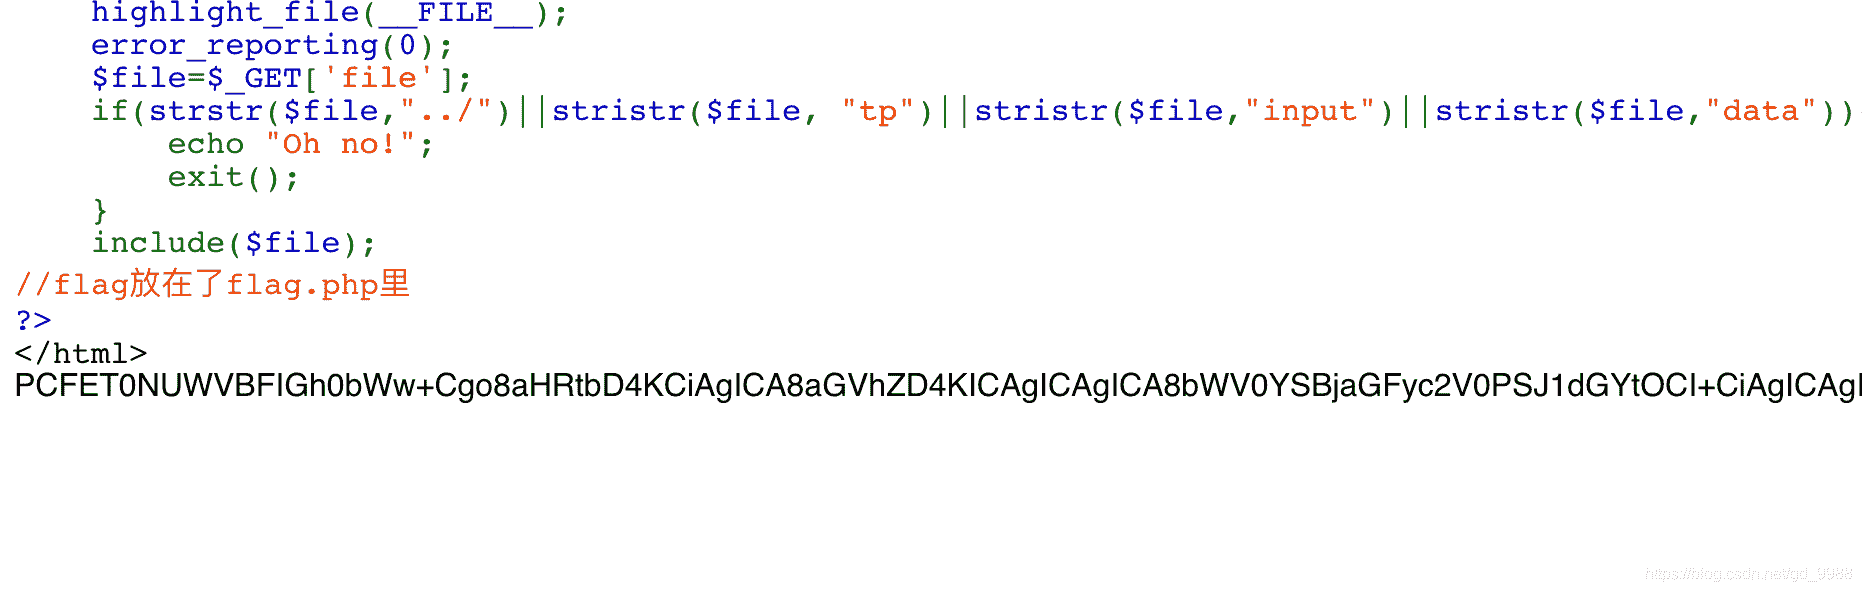 highlight_file(__FILE__);
error_reporting(0);
$file=$_GET['file'];
if(strstr($file,"../")||stristr($file, "tp")||stristr($file,"input")||stristr($file,"data"))
echo "Oh no!";
exit();
}
include($file);
//flag放在了flag.php里
?>
</html>
PCFET0NUWVBFIGh0bWw+Cgo8aHRtbD4KCiAgICA8aGVhZD4KICAgICAgICA8bWV0YSBjaGFyc2V0PSJ1dGYtOCI+CiAgICAgI
https://blog.csdn.net/gd_9988